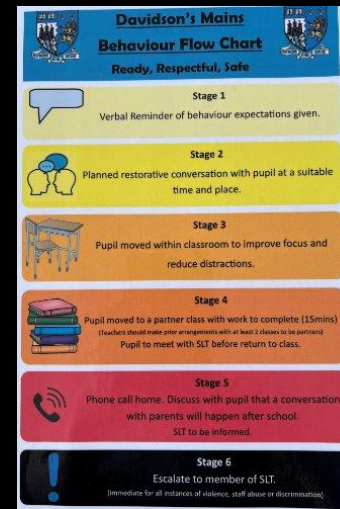 Davidson's Mains
Behaviour Flow Chart
Ready, Respectful, Safe
Stage 1
Verbal Reminder of behaviour expectations given.
Stage 2
Planned restorative conversation with pupil at a suitable
time and place.
Stage 3
Pupil moved within classroom to improve focus and
reduce distractions.
Stage 4
Pupil moved to a partner class with work to complete (15mins)
(Teachers should make prior arrangements with at least 2 classes to be partners)
Pupil to meet with SLT before return to class.
Stage 5
Phone call home. Discuss with pupil that a conversation
with parents will happen after school.
SLT to be informed.
Stage 6
Escalate to member of SLT.
(Immediate for all instances of violence, staff abuse or discrimination)